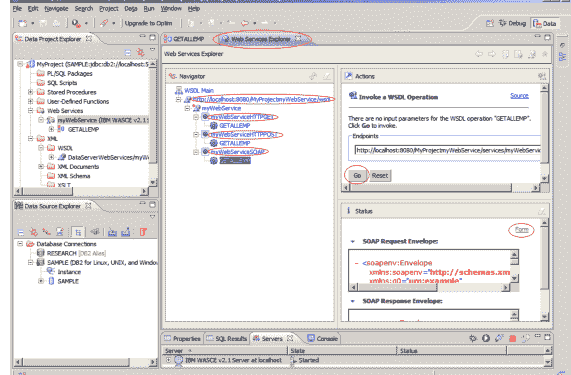 File Edit Navigate Search Project Data Run Window Help
Upgrade to Optim
Debug Data
Data Project Explorer
MyProject (SAMPLE:jdbc:db2://localhost:5
PL/SQL Packages
SQL Scripts
Stored Procedures
User-Defined Functions
Web Services
myWebService (IBM WASCE v2.1 S
GETALLEMP
XML
WSDL
DataServerWebServices/myW
XML Documents
XML Schema
XSLT
Data Source Explorer
Database Connections
RESEARCH [DB2 Alias]
SAMPLE (DB2 for Linux, UNIX, and Window
Instance
SAMPLE
GETALLEMP
Web Services Explorer
Web Services Explorer
Navigator
WSDL Main
http://localhost:8080/MyProjectmyWebService/wsdl
myWebService
myWebServiceHTTPGET
GETALLEMP
myWebServiceHTTPPOST
GETALLEMP
myWebServiceSOAP
GETALLEMP
Actions
Invoke a WSDL Operation
Source
There are no input parameters for the WSDL operation "GETALLEMP".
Click Go to invoke.
Endpoints
http://localhost:8080/MyProjectmyWebService/services/myWebSer
Go Reset
Status
Form
SOAP Request Envelope:
- <soapenv:Envelope
xmlns:soapenv="http://schemas.xm
xmlns:q0="urn:example"
SOAP Response Envelope:
Properties SQL Results Servers Console
Server State Status
IBM WASCE v2.1 Server at localhost Started